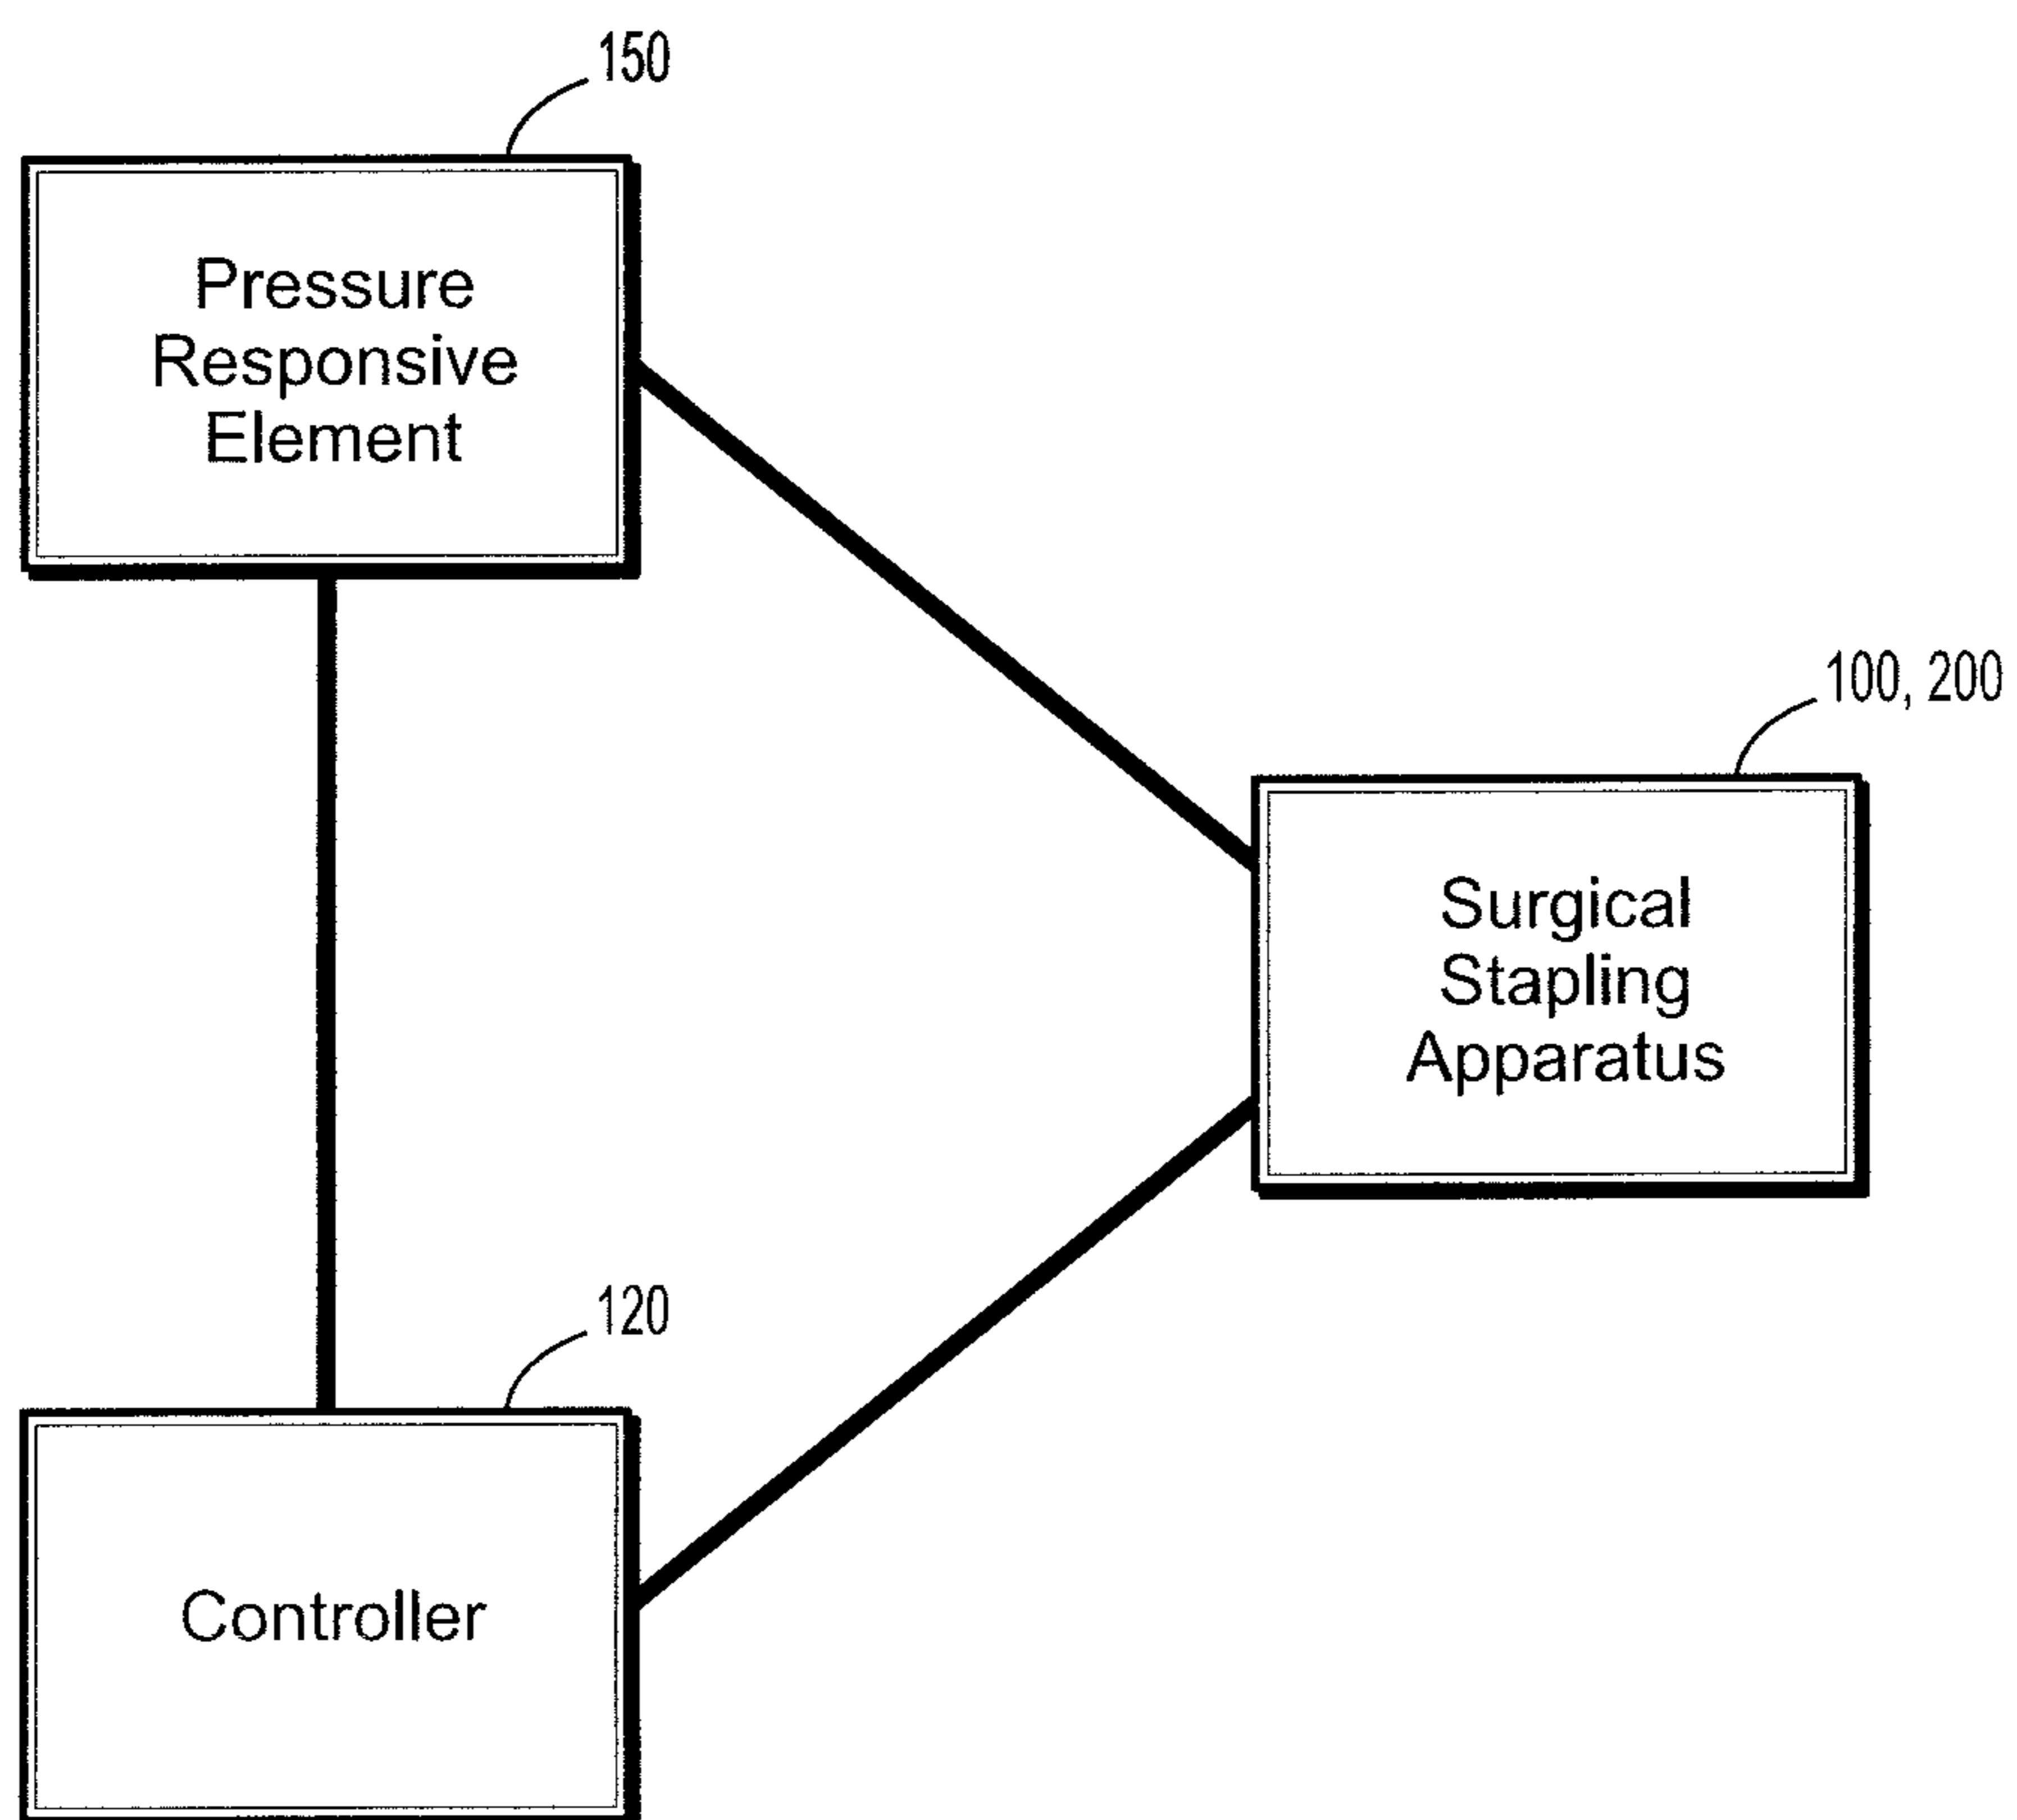 150
Pressure
Responsive
Element
100, 200
Surgical
Stapling
Apparatus
120
Controller